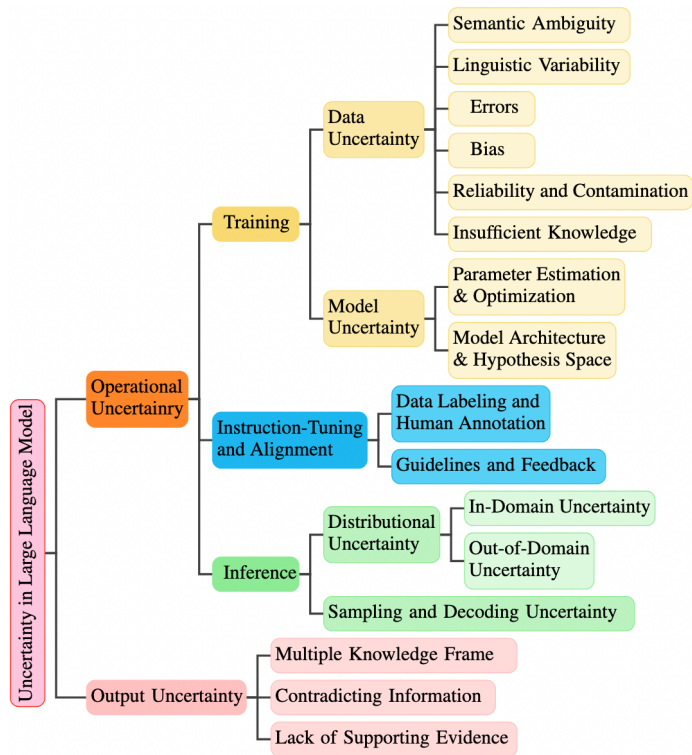 Uncertainty in Large Language Model
Operational
Uncertainry
Training
Data
Uncertainty
Semantic Ambiguity
Linguistic Variability
Errors
Bias
Reliability and Contamination
Insufficient Knowledge
Model
Uncertainty
Parameter Estimation
& Optimization
Model Architecture
& Hypothesis Space
Instruction-Tuning
and Alignment
Data Labeling and
Human Annotation
Guidelines and Feedback
Inference
Distributional
Uncertainty
In-Domain Uncertainty
Out-of-Domain
Uncertainty
Sampling and Decoding Uncertainty
Output Uncertainty
Multiple Knowledge Frame
Contradicting Information
Lack of Supporting Evidence